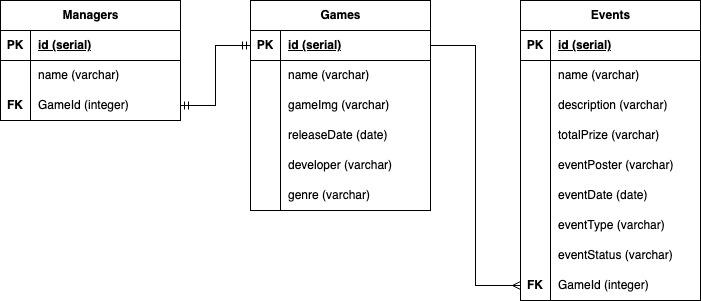 Managers
PK id (serial)
name (varchar)
FK GameId (integer)
Games
PK id (serial)
name (varchar)
gameImg (varchar)
releaseDate (date)
developer (varchar)
genre (varchar)
Events
PK id (serial)
name (varchar)
description (varchar)
totalPrize (varchar)
eventPoster (varchar)
eventDate (date)
eventType (varchar)
eventStatus (varchar)
FK GameId (integer)